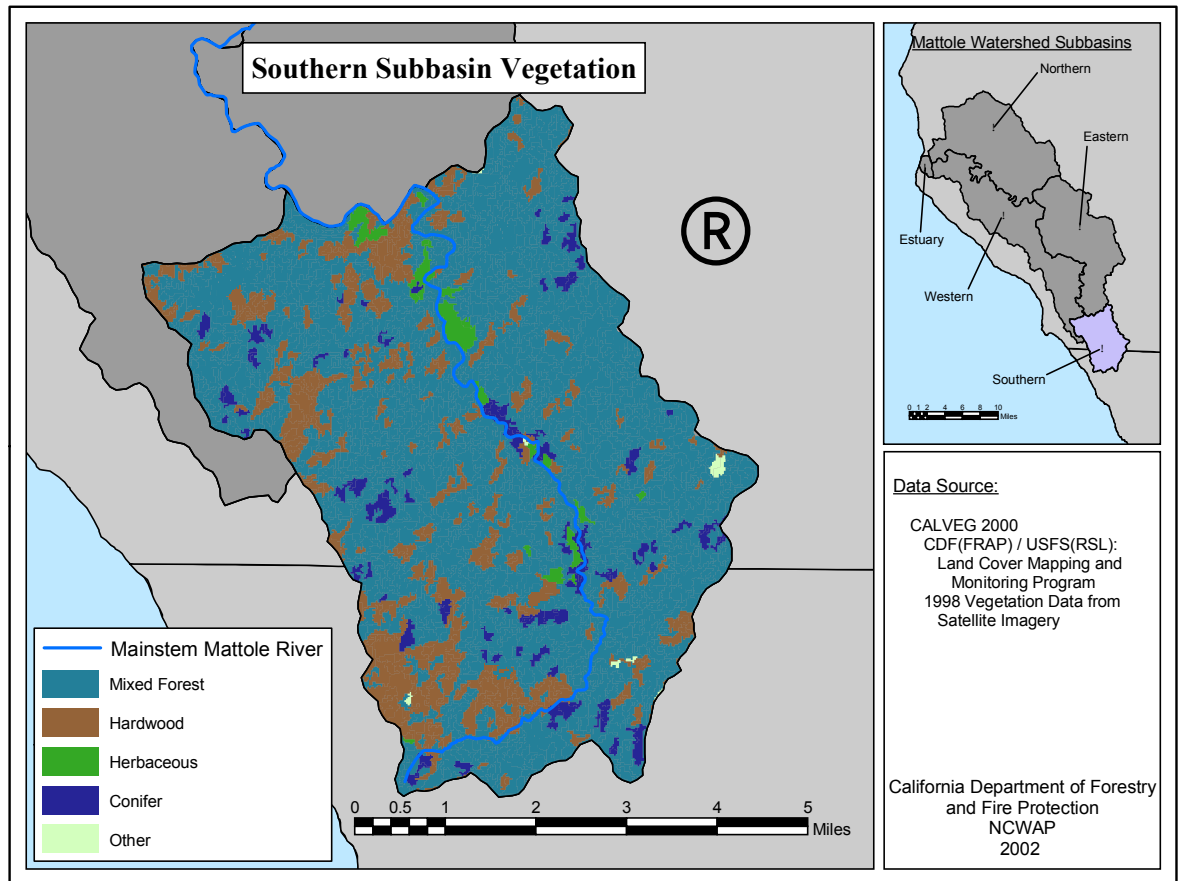 Southern Subbasin Vegetation
®
Mainstem Mattole River
Mixed Forest
Hardwood
Herbaceous
Conifer
Other
0 0.5 1 2 3 4 5
Miles
Mattole Watershed Subbasins
Northern
Eastern
Estuary
Western
Southern
0 1 2 4 6 8 10
Miles
Data Source:
CALVEG 2000
CDF(FRAP) / USFS(RSL):
Land Cover Mapping and
Monitoring Program
1998 Vegetation Data from
Satellite Imagery
California Department of Forestry
and Fire Protection
NCWAP
2002